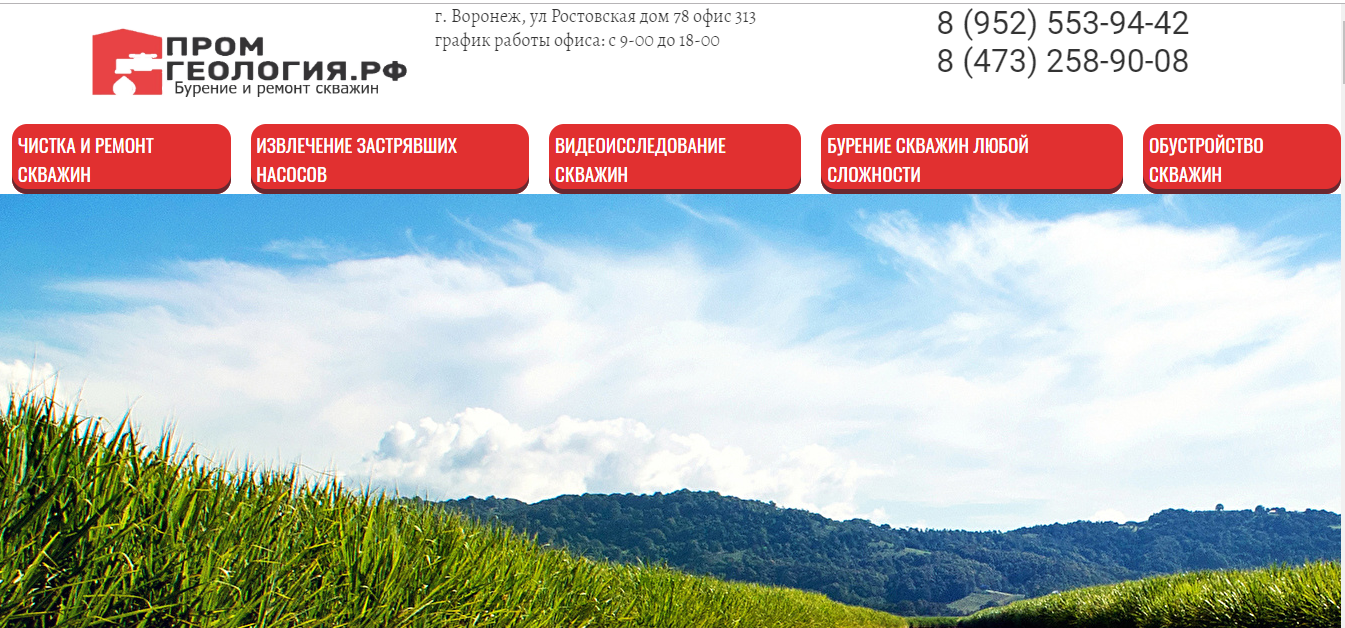 г. Воронеж, ул Ростовская дом 78 офис 313
график работы офиса: с 9-00 до 18-00
8 (952) 553-94-42
8 (473) 258-90-08
ПРОМ
ГЕОЛОГИЯ.РФ
Бурение и ремонт скважин
ЧИСТКА И РЕМОНТ
СКВАЖИН
ИЗВЛЕЧЕНИЕ ЗАСТРЯВШИХ
НАСОСОВ
ВИДЕОИССЛЕДОВАНИЕ
СКВАЖИН
БУРЕНИЕ СКВАЖИН ЛЮБОЙ
СЛОЖНОСТИ
ОБУСТРОЙСТВО
СКВАЖИН